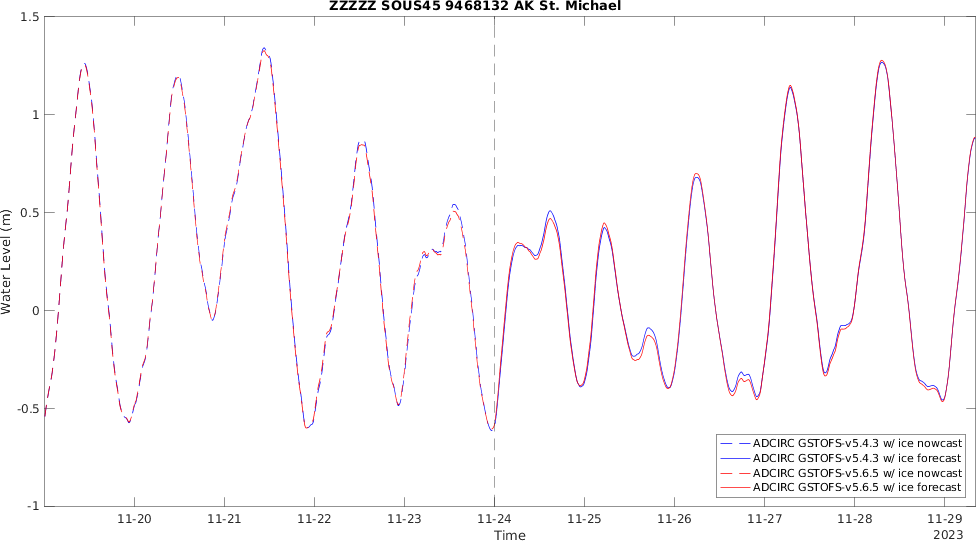 ZZZZZ SOUS45 9468132 AK St. Michael
1.5
1
0.5
0
-0.5
-1
Water Level (m)
11-20
11-21
11-22
11-23
11-24
11-25
11-26
11-27
11-28
11-29
2023
Time
ADCIRC GSTOFS-v5.4.3 w/ ice nowcast
ADCIRC GSTOFS-v5.4.3 w/ ice forecast
ADCIRC GSTOFS-v5.6.5 w/ ice nowcast
ADCIRC GSTOFS-v5.6.5 w/ ice forecast